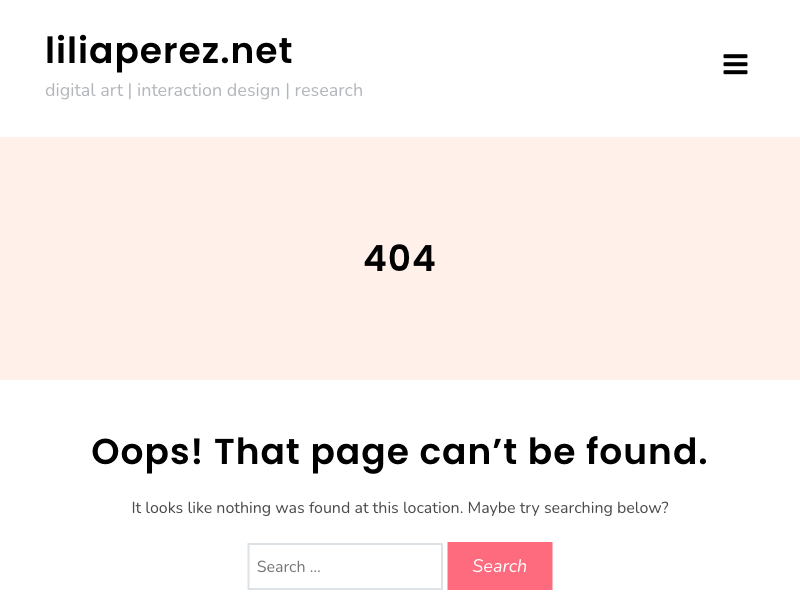 liliaperez.net
digital art | interaction design | research
404
Oops! That page can’t be found.
It looks like nothing was found at this location. Maybe try searching below?
Search …
Search